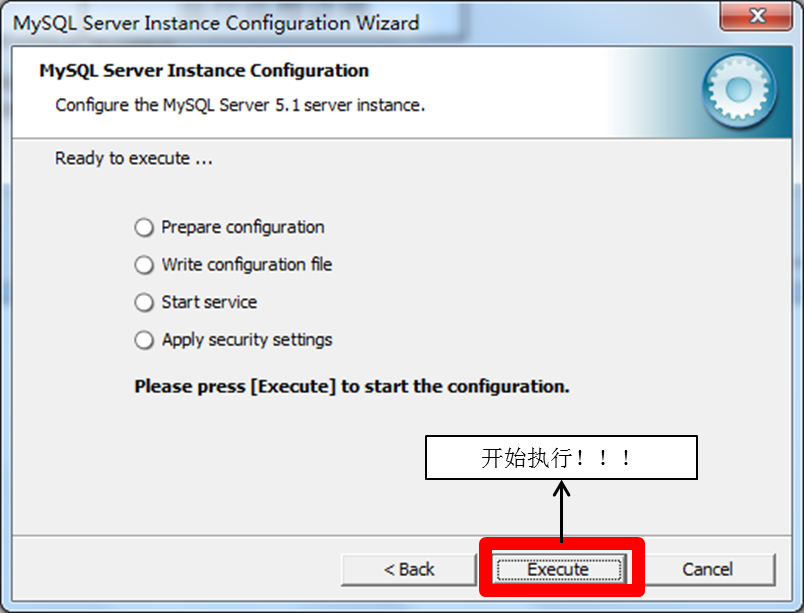 MySQL Server Instance Configuration Wizard
MySQL Server Instance Configuration
Configure the MySQL Server 5.1 server instance.
Ready to execute ...
Prepare configuration
Write configuration file
Start service
Apply security settings
Please press [Execute] to start the configuration.
开始执行！！！
< Back
Execute
Cancel